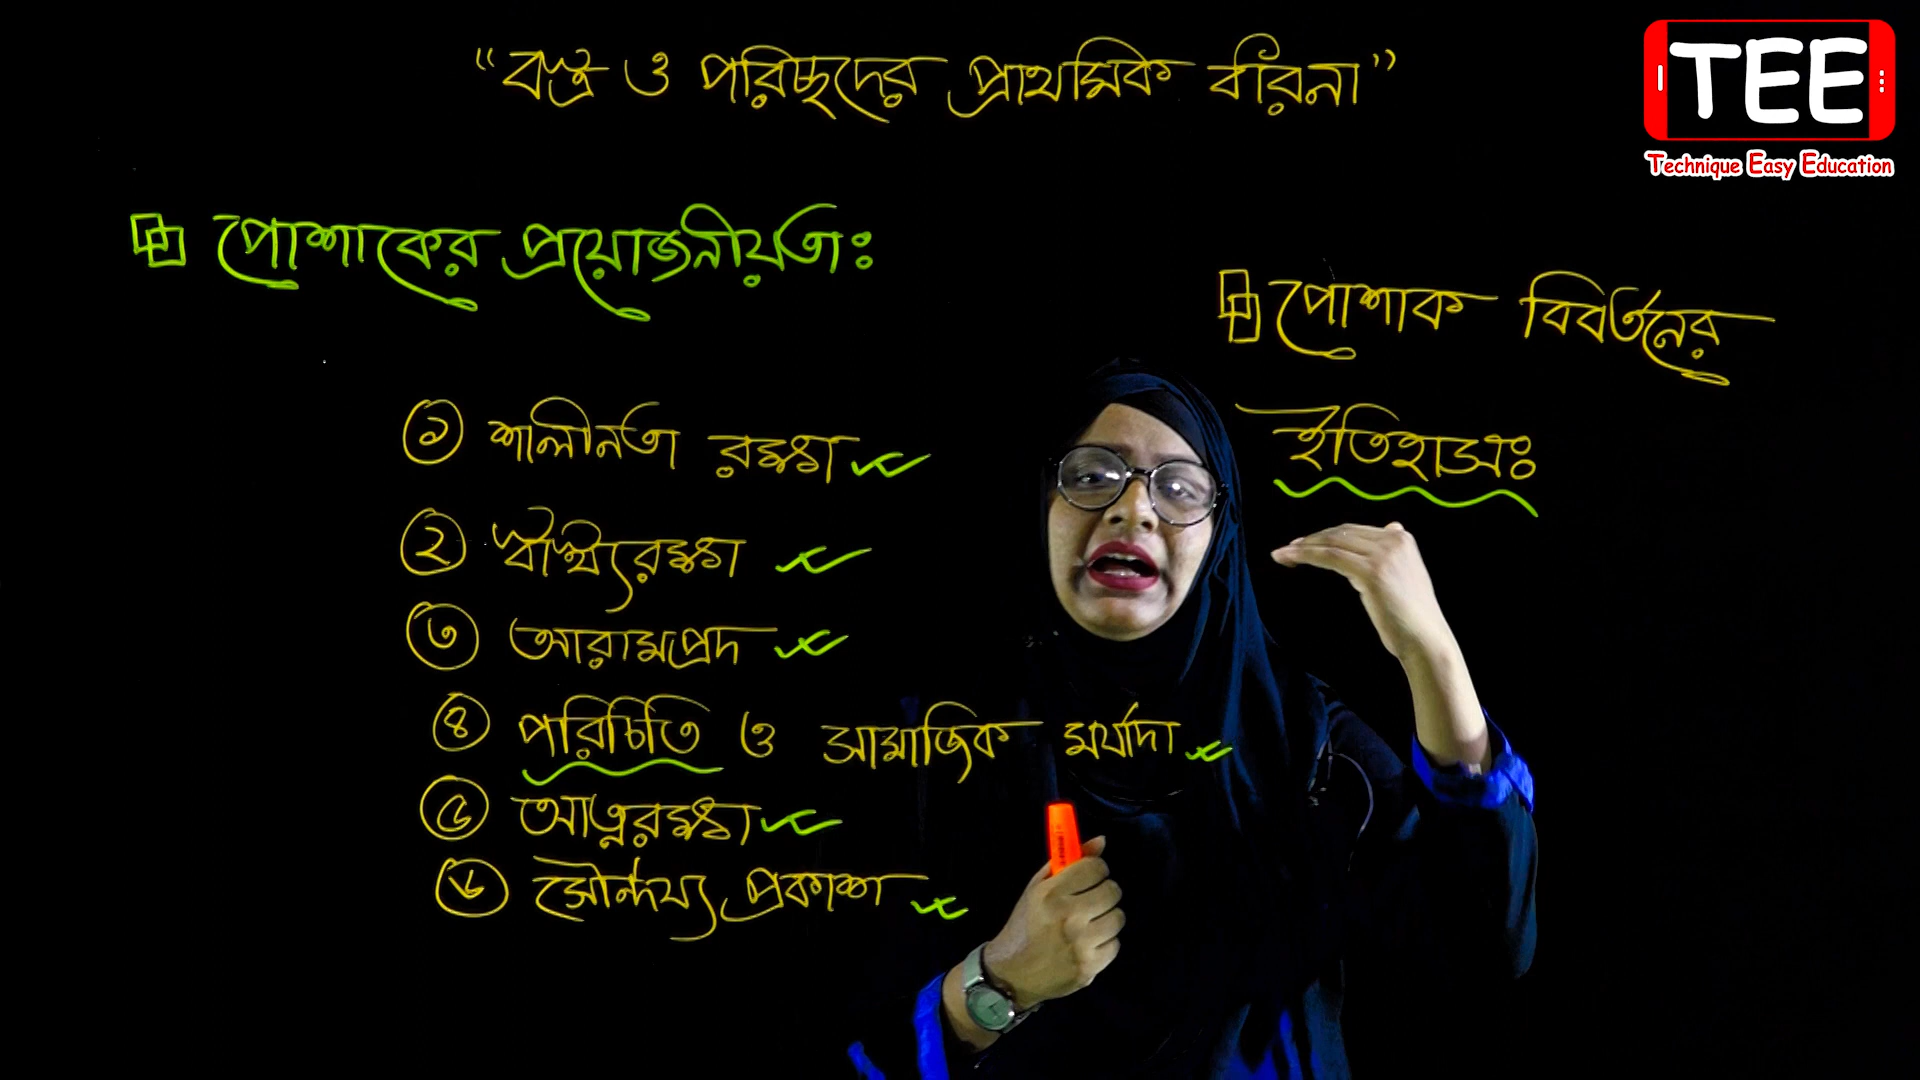 "বস্ত্র ও পরিচ্ছদের প্রাথমিক ধারনা"
TEE
Technique Easy Education
পোশাকের প্রয়োজনীয়তাঃ
① শালীনতা রক্ষা
② স্বাস্থ্যরক্ষা
③ আরামপ্রদ
④ পরিচিতি ও সামাজিক মর্যাদা
⑤ আত্নরক্ষা
⑥ সৌন্দর্য্য প্রকাশ
পোশাক বিবর্তনের
ইতিহাসঃ